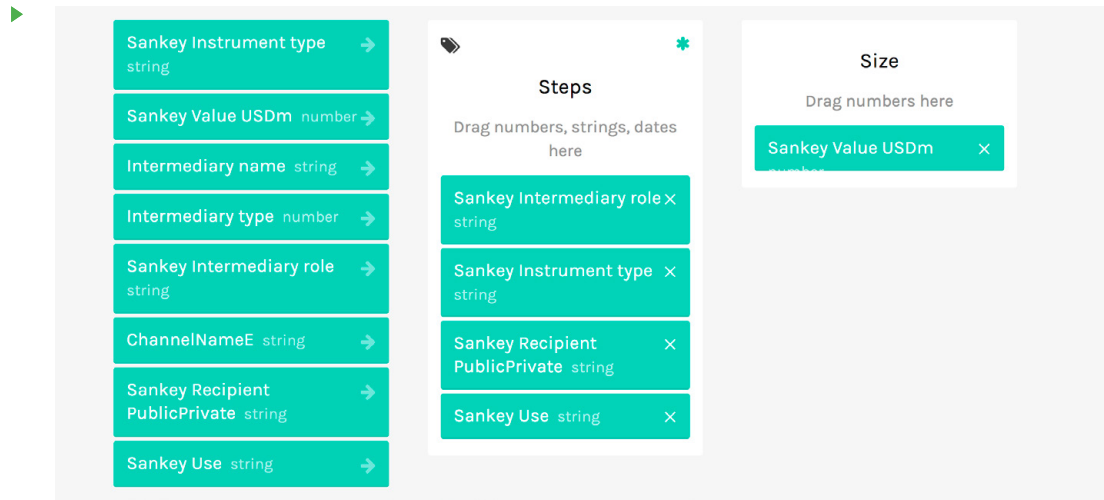 Sankey Instrument type
string
Sankey Value USDm number
Intermediary name string
Intermediary type number
Sankey Intermediary role
string
ChannelNameE string
Sankey Recipient
PublicPrivate string
Sankey Use string
Steps
Drag numbers, strings, dates
here
Sankey Intermediary role
string
Sankey Instrument type
string
Sankey Recipient
PublicPrivate string
Sankey Use string
Size
Drag numbers here
Sankey Value USDm
number